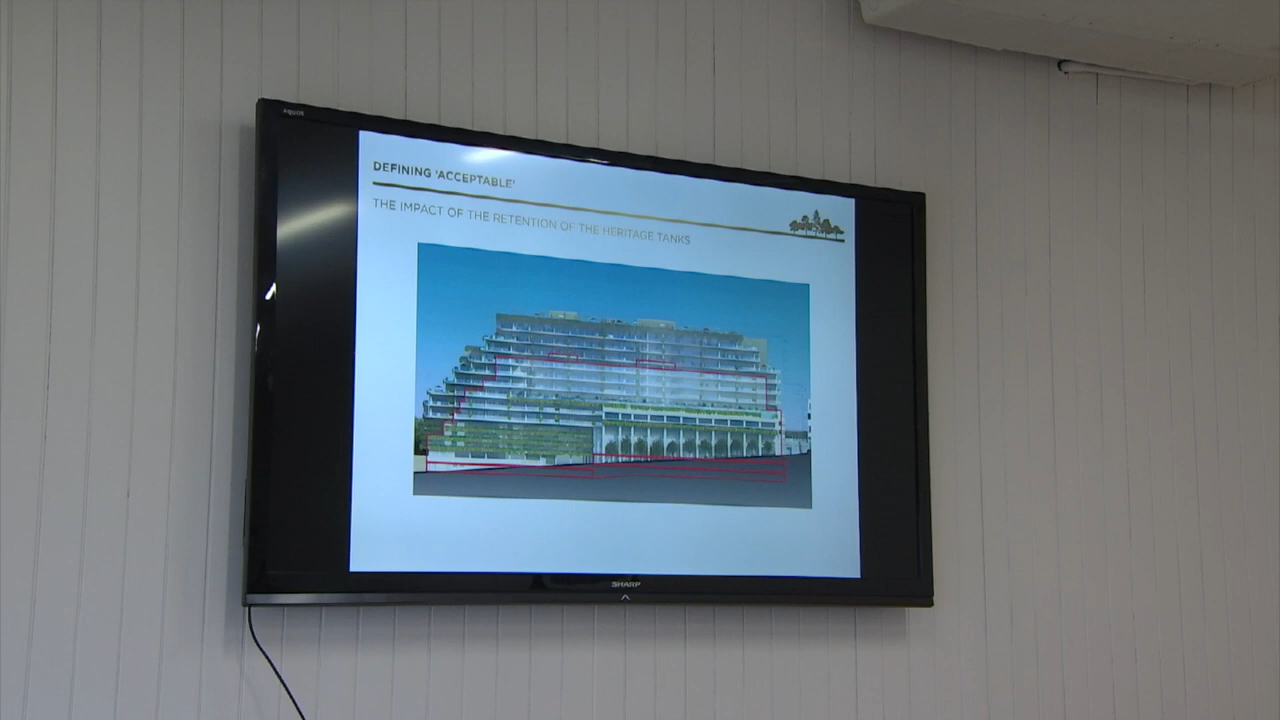 AQUOS
DEFINING 'ACCEPTABLE'
THE IMPACT OF THE RETENTION OF THE HERITAGE TANKS
SHARP